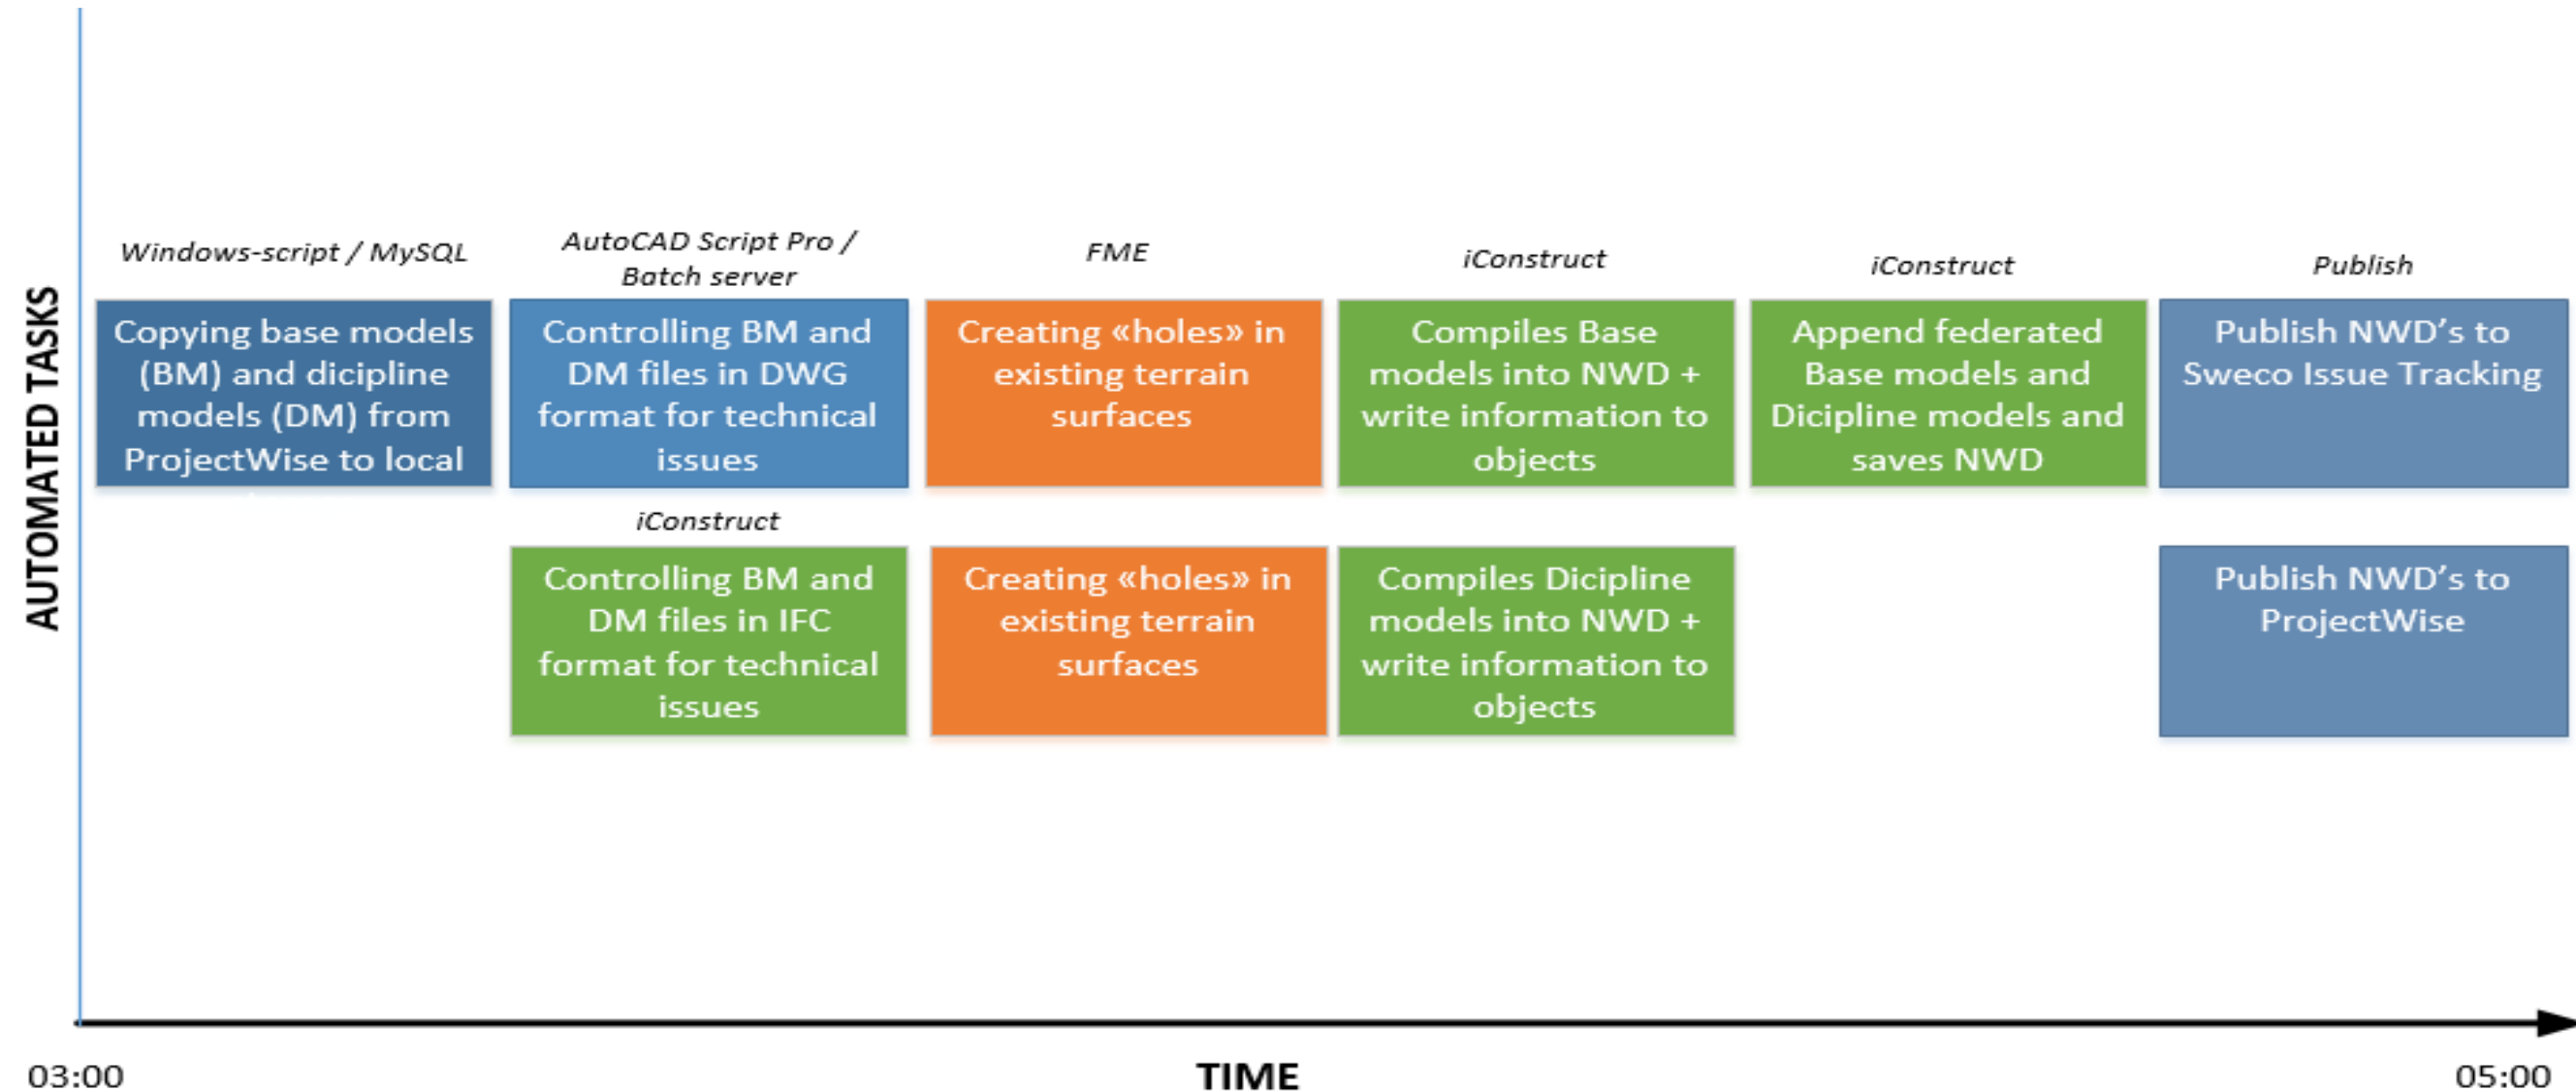 AUTOMATED TASKS
Windows-script / MySQL
Copying base models
(BM) and dicipline
models (DM) from
ProjectWise to local
AutoCAD Script Pro /
Batch server
Controlling BM and
DM files in DWG
format for technical
issues
FME
Creating «holes» in
existing terrain
surfaces
iConstruct
Compiles Base
models into NWD +
write information to
objects
iConstruct
Append federated
Base models and
Dicipline models and
saves NWD
Publish
Publish NWD's to
Sweco Issue Tracking
iConstruct
Controlling BM and
DM files in IFC
format for technical
issues
Creating «holes» in
existing terrain
surfaces
Compiles Dicipline
models into NWD +
write information to
objects
Publish NWD's to
ProjectWise
03:00
TIME
05:00